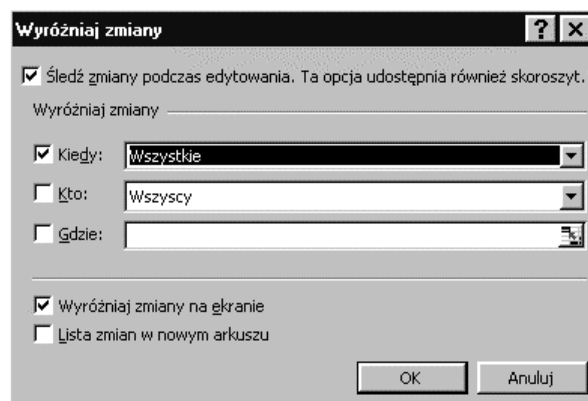 Wyróżniaj zmiany
Śledź zmiany podczas edytowania. Ta opcja udostępnia również skoroszyt.
Wyróżniaj zmiany
Kiedy: Wszystkie
Kto: Wszyscy
Gdzie:
Wyróżniaj zmiany na ekranie
Lista zmian w nowym arkuszu
OK Anuluj